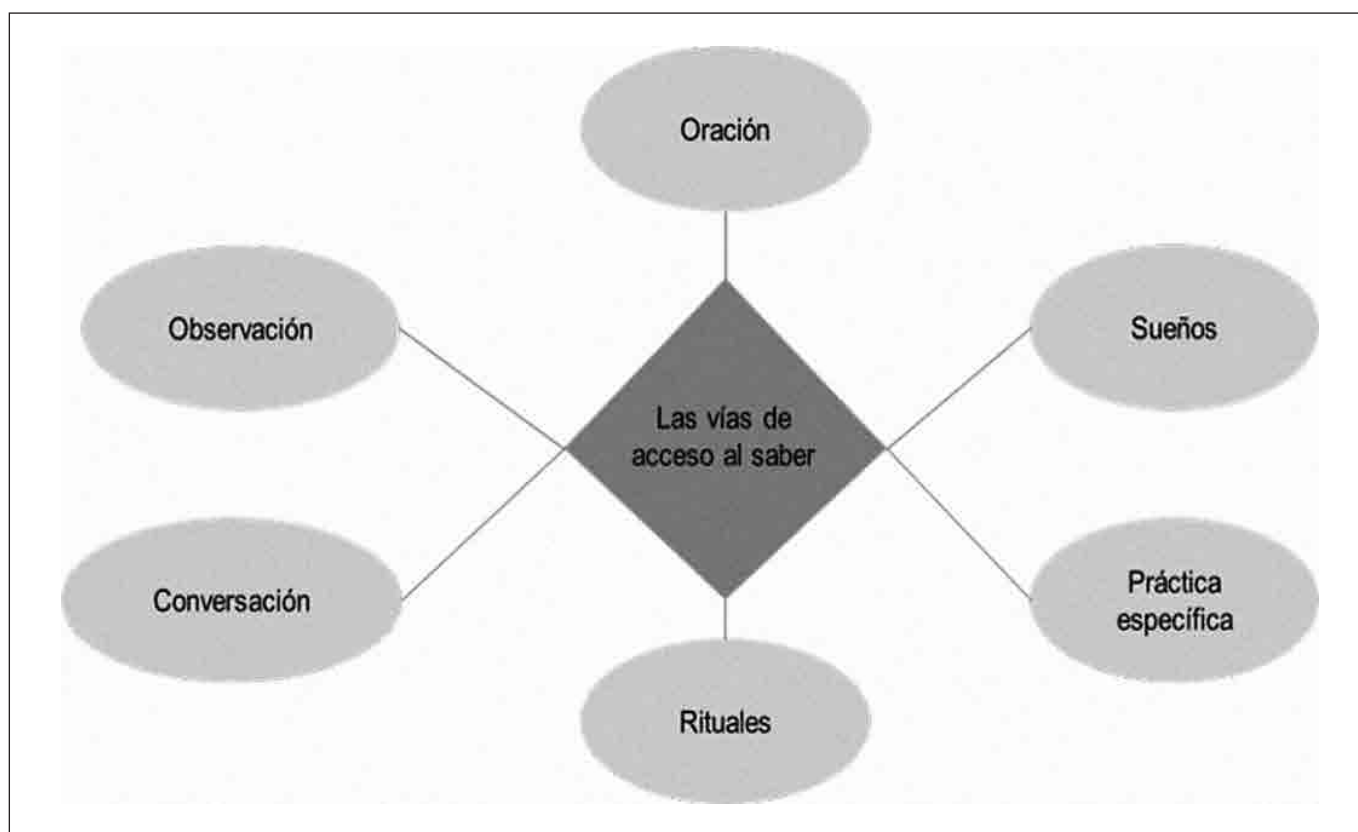 Oración
Observación
Sueños
Las vías de
acceso al saber
Conversación
Práctica
específica
Rituales